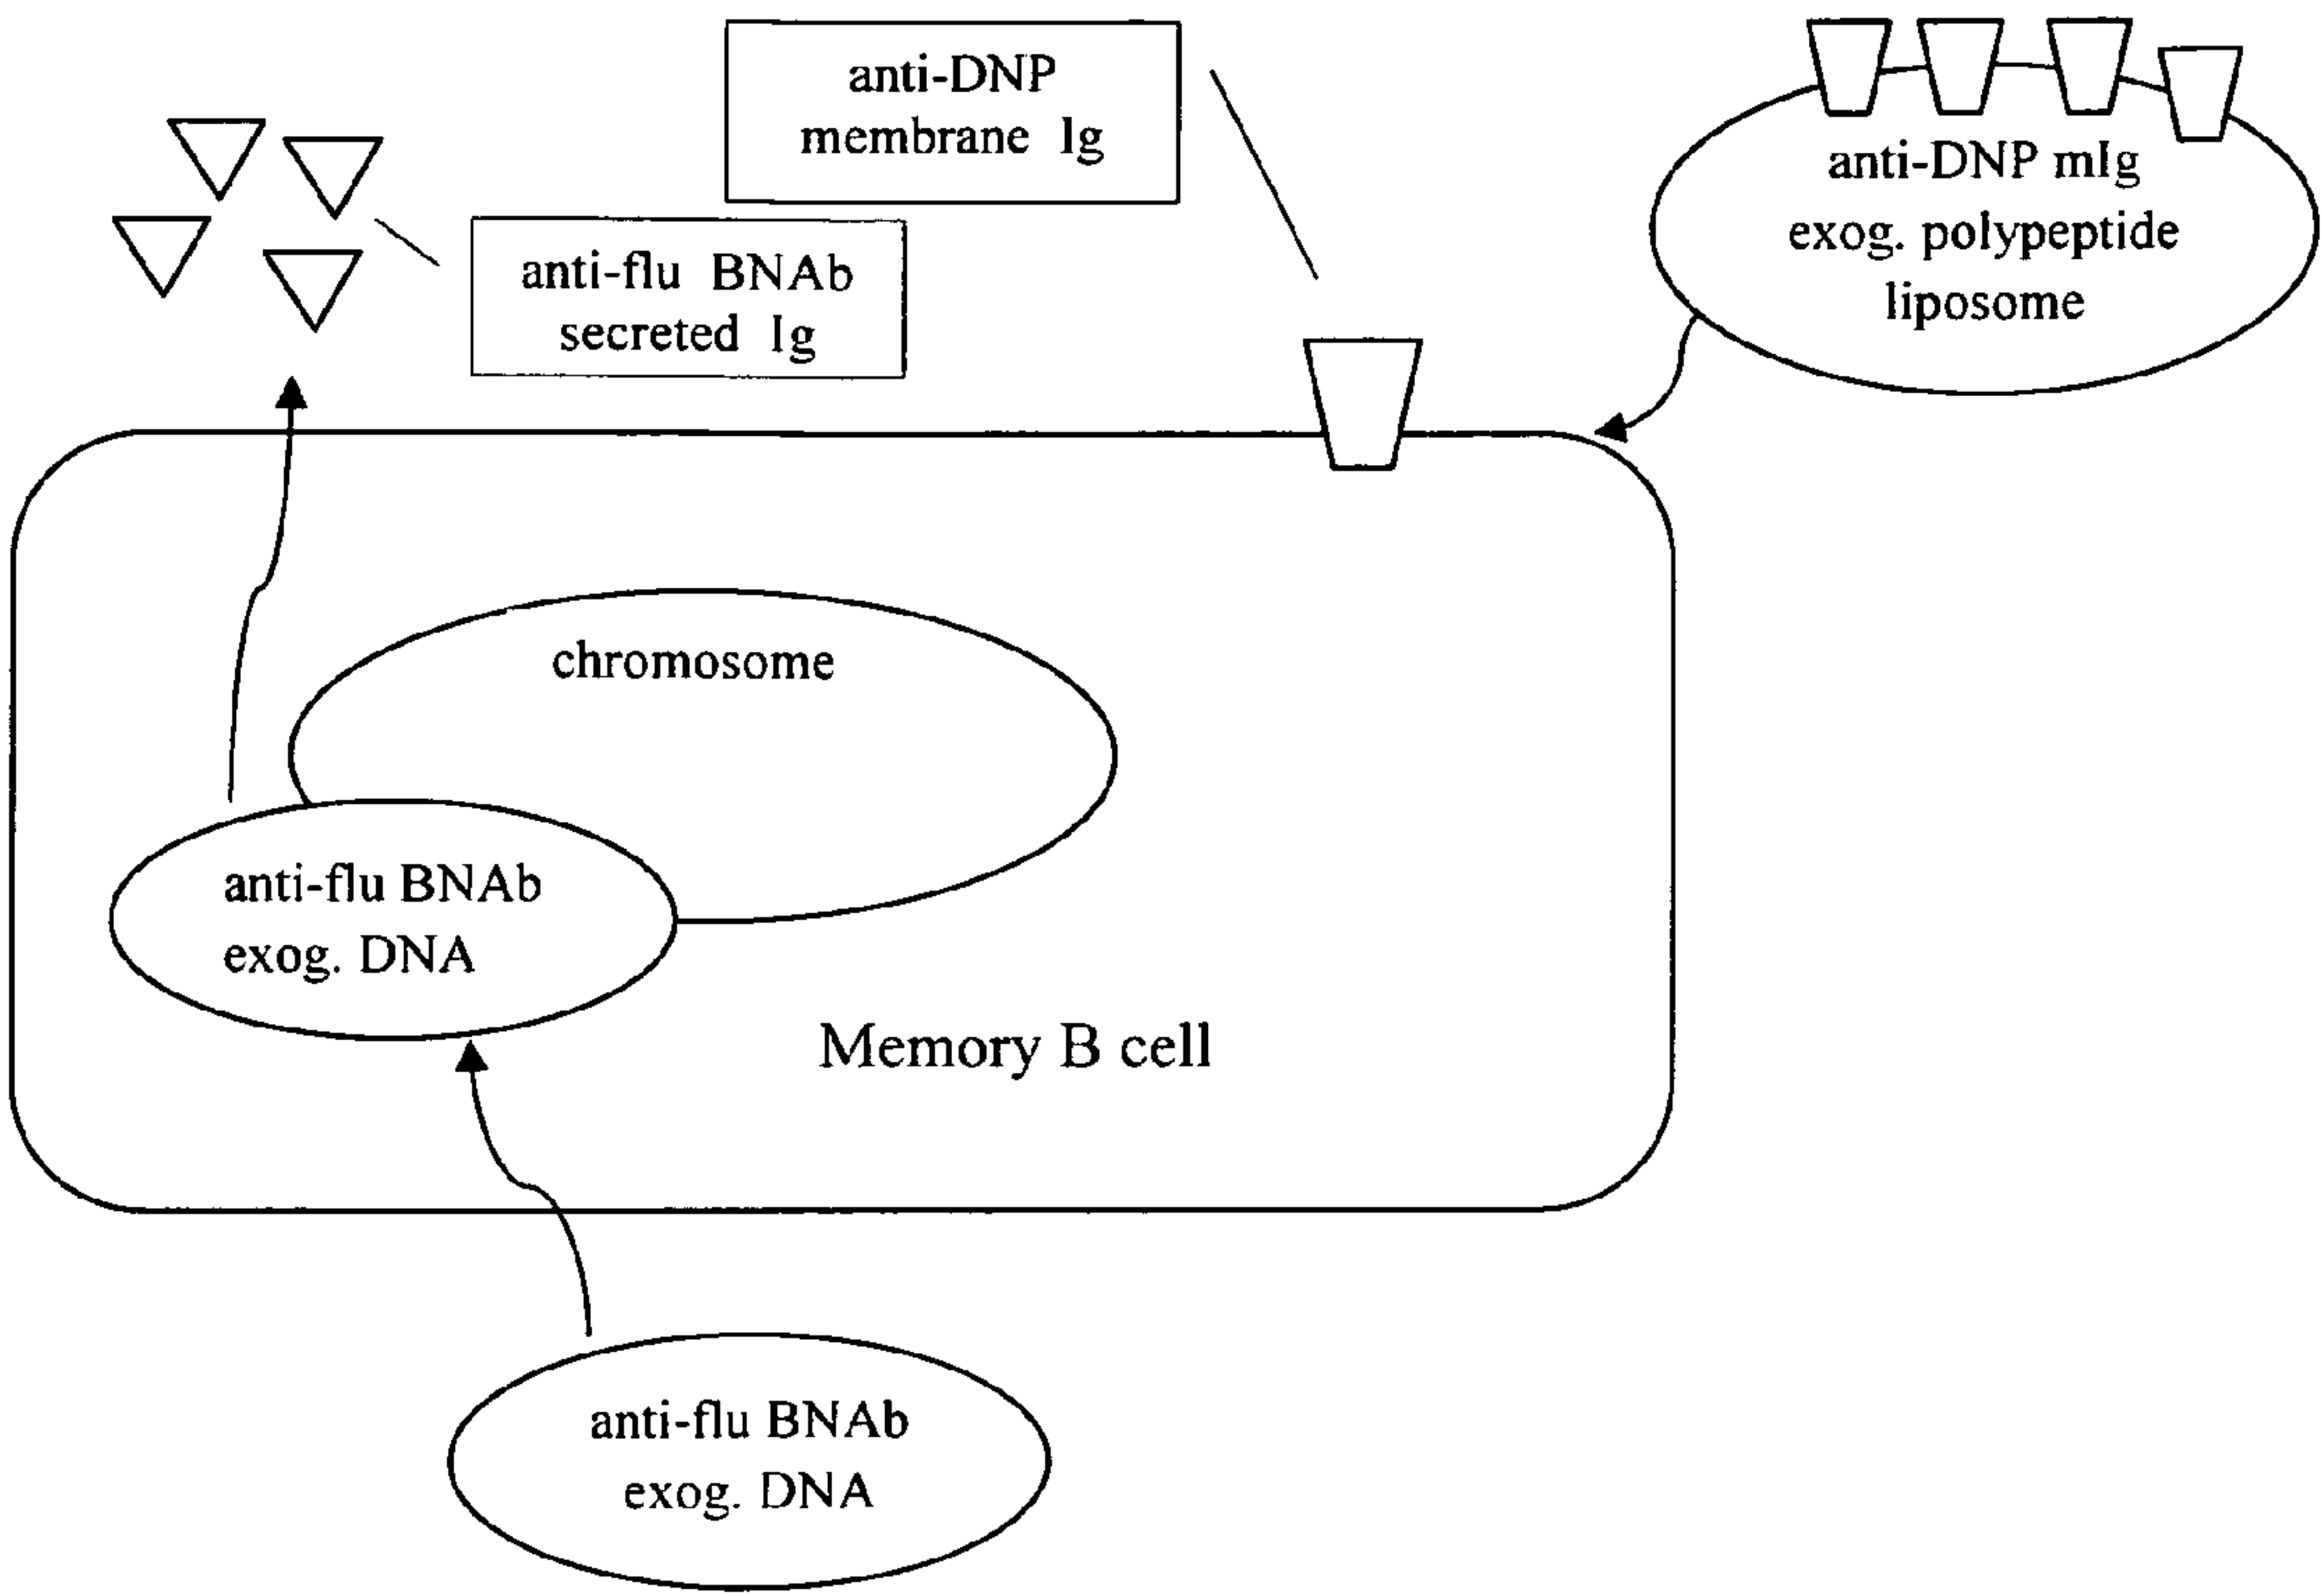 anti-DNP
membrane Ig
anti-DNP mIg
exog. polypeptide
liposome
anti-flu BNAb
secreted Ig
chromosome
anti-flu BNAb
exog. DNA
Memory B cell
anti-flu BNAb
exog. DNA